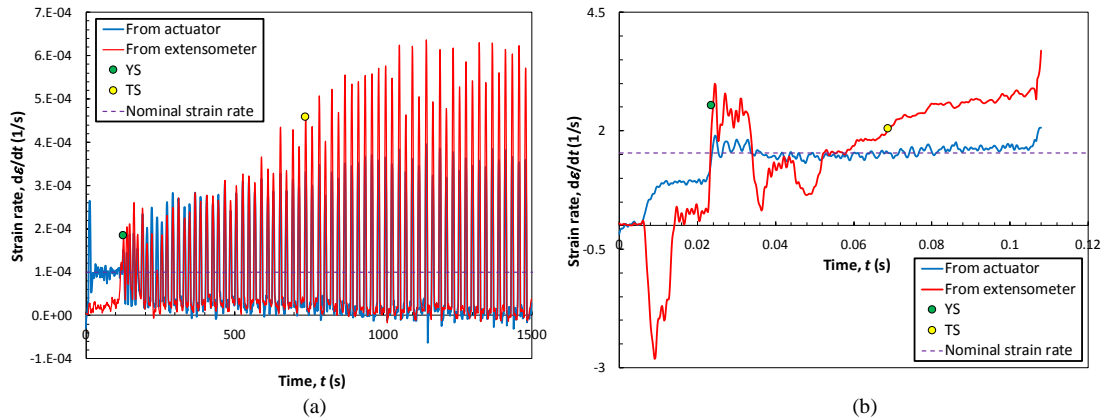 7.E-04
6.E-04
5.E-04
4.E-04
3.E-04
2.E-04
1.E-04
0.E+00
-1.E-04
Strain rate, dε/dt (1/s)
From actuator
From extensometer
YS
TS
Nominal strain rate
0
500
1000
1500
Time, t (s)
(a)
4.5
2
-0.5
-3
Strain rate, dε/dt (1/s)
0
0.02
0.04
0.06
0.08
0.1
0.12
Time, t (s)
From actuator
From extensometer
YS
TS
Nominal strain rate
(b)